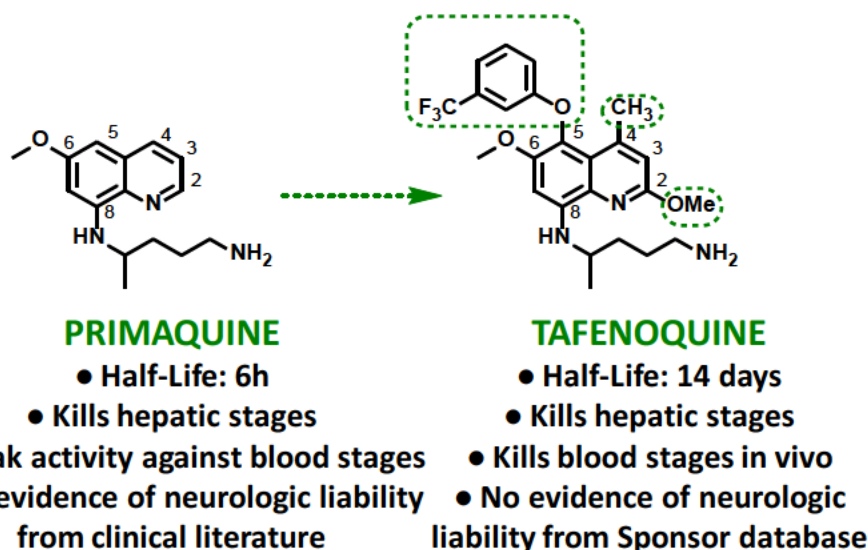 F3C
O
CH3
O
6
5
4
3
2
N
8
HN
NH2
O
6
5
4
3
2
N
OMe
8
HN
NH2
PRIMAQUINE
● Half-Life: 6h
● Kills hepatic stages
ak activity against blood stages
evidence of neurologic liability
from clinical literature
TAFENOQUINE
● Half-Life: 14 days
● Kills hepatic stages
● Kills blood stages in vivo
● No evidence of neurologic
liability from Sponsor database